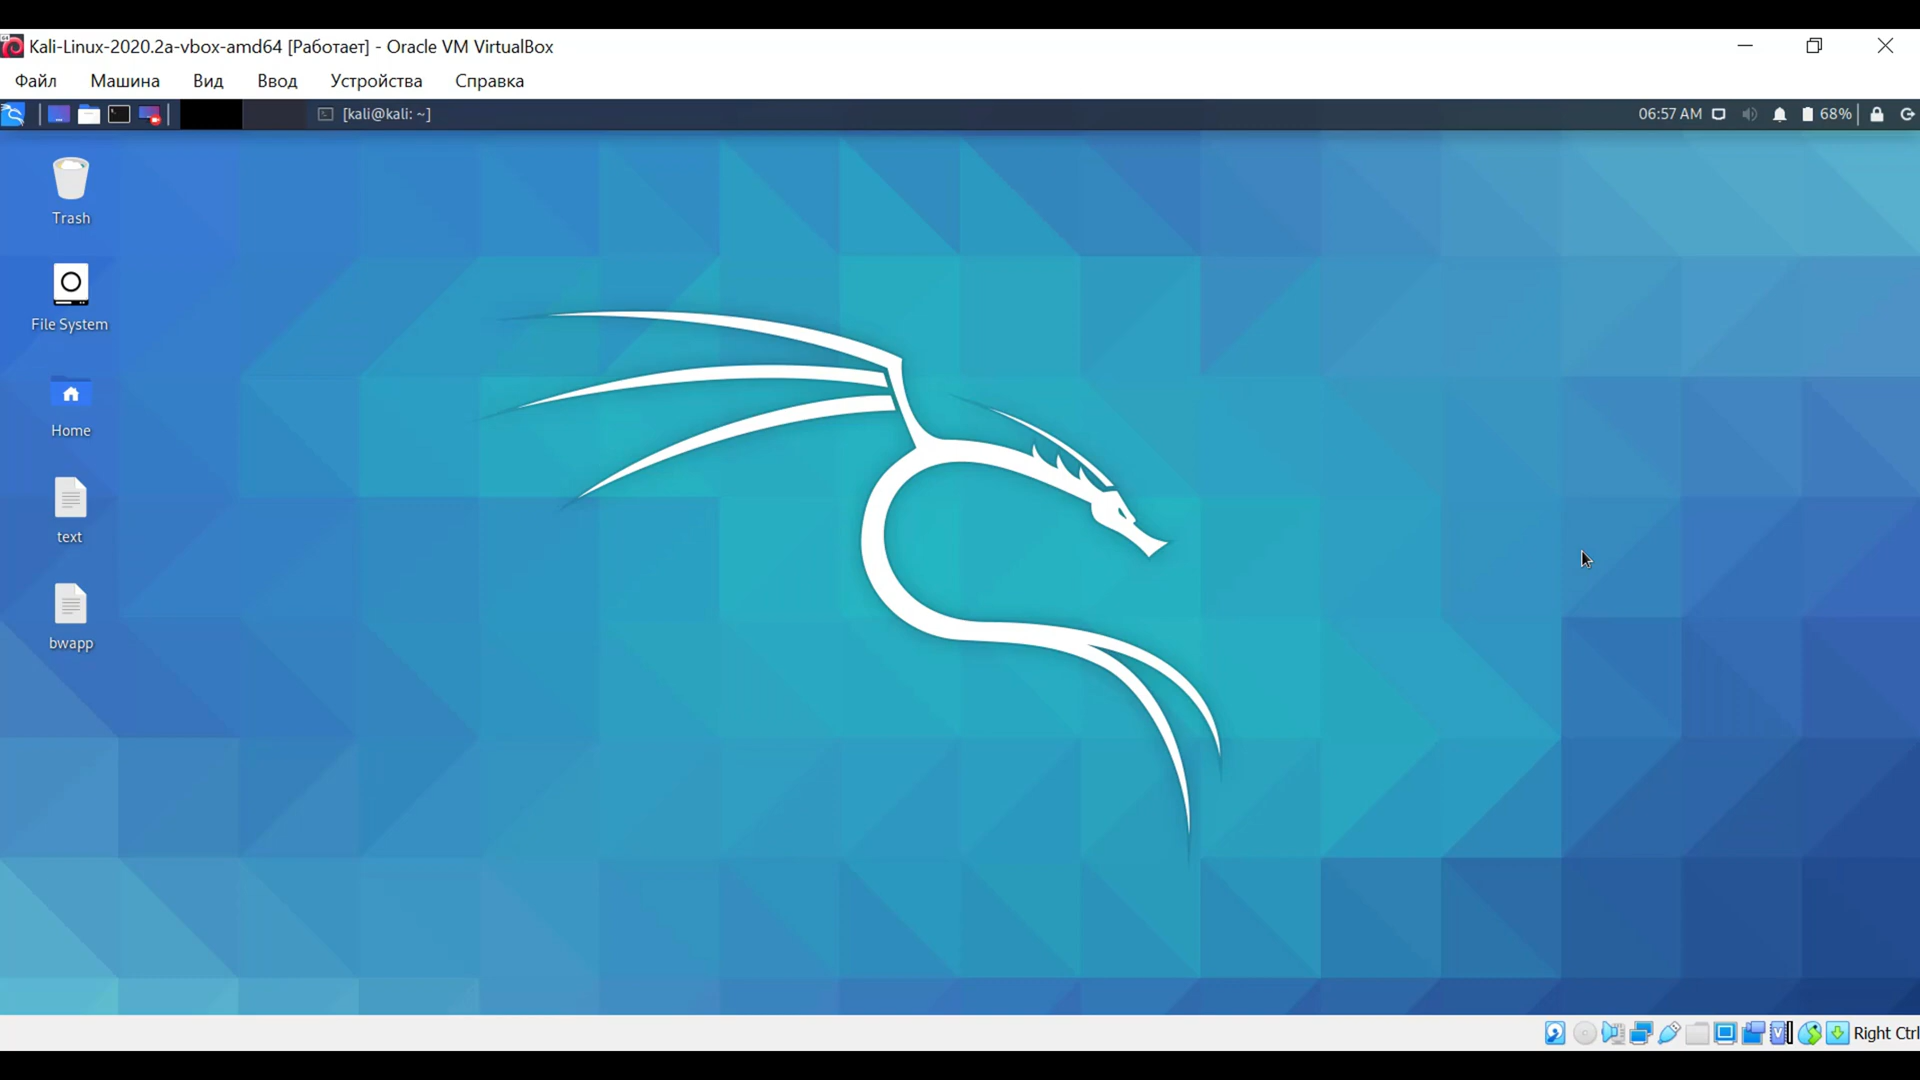 Kali-Linux-2020.2a-vbox-amd64 [Работает] - Oracle VM VirtualBox
Файл Машина Вид Ввод Устройства Справка
[kali@kali: ~] 06:57 AM 68%
Trash
File System
Home
text
bwapp
Right Ctrl